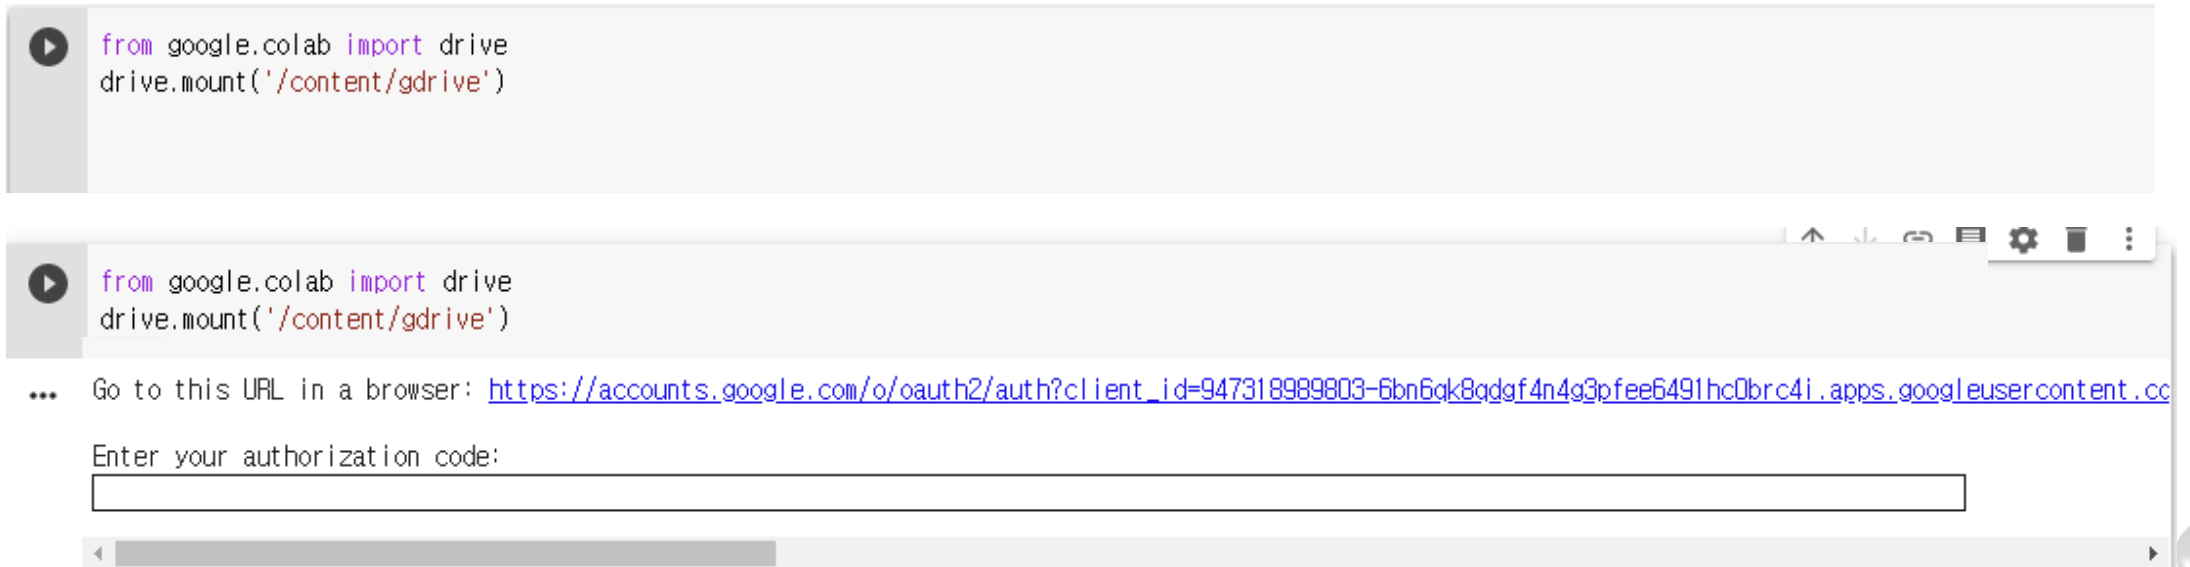 from google.colab import drive
drive.mount('/content/gdrive')
from google.colab import drive
drive.mount('/content/gdrive')
Go to this URL in a browser: https://accounts.google.com/o/oauth2/auth?client_id=947318989803-6bn6qk8qdgf4n4g3pfee6491hc0brc4i.apps.googleusercontent.cc
Enter your authorization code: